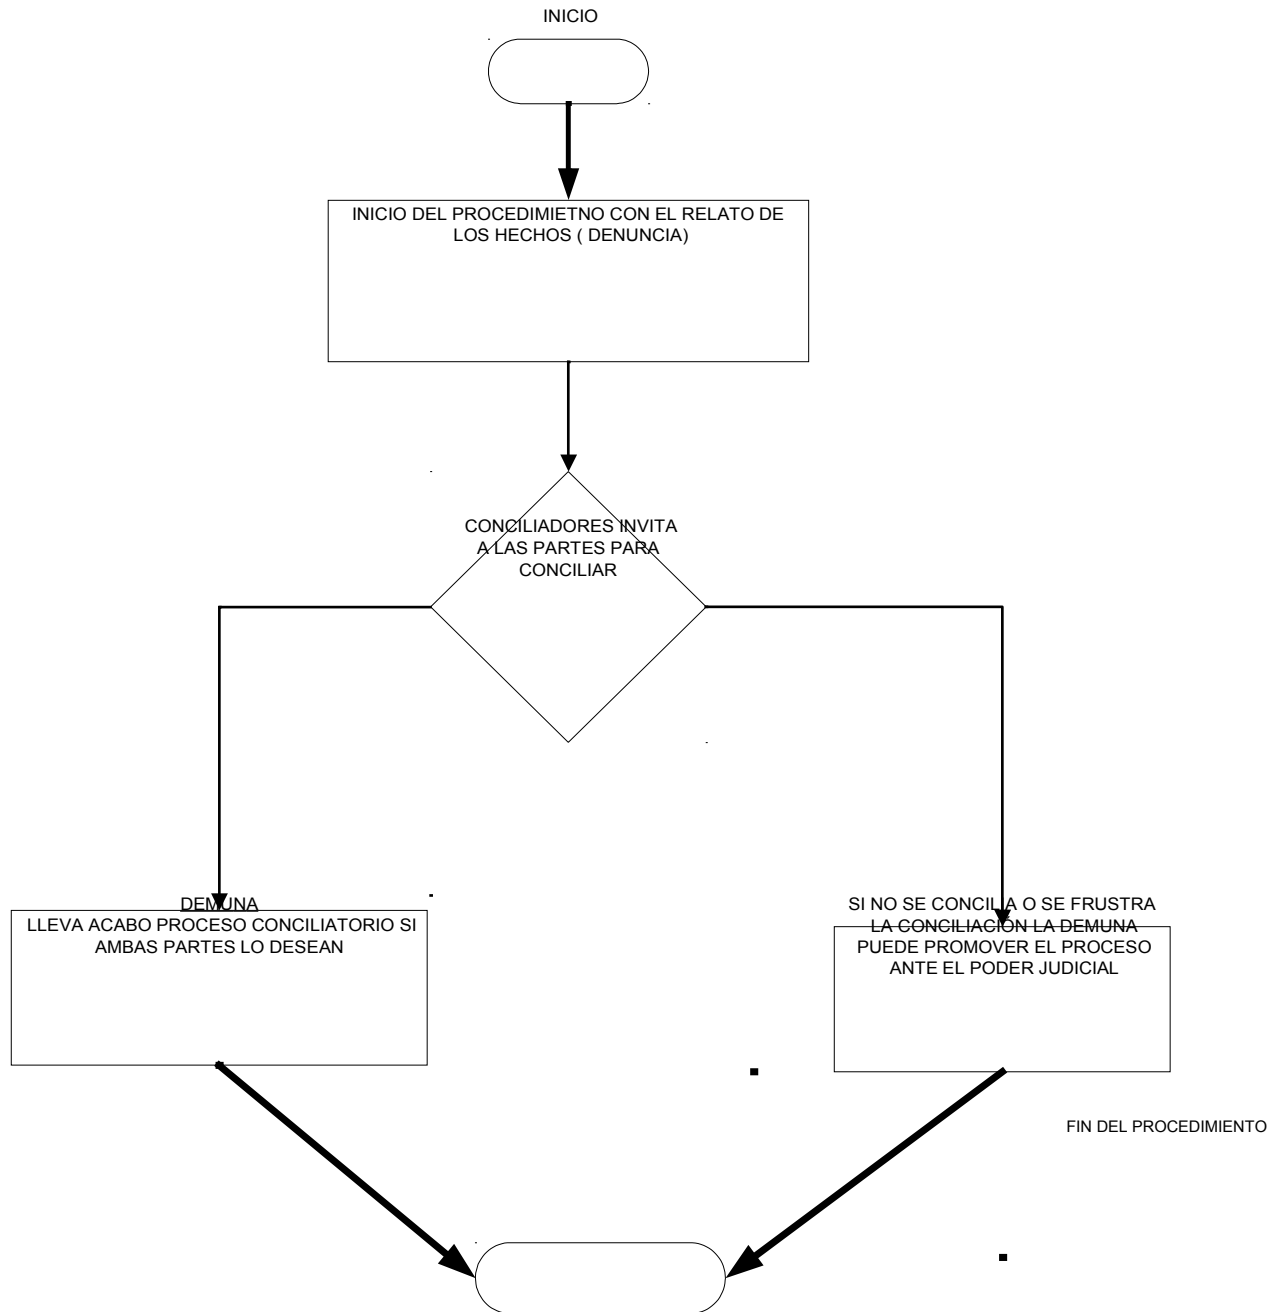 INICIO
INICIO DEL PROCEDIMIETNO CON EL RELATO DE
LOS HECHOS ( DENUNCIA)
CONCILIADORES INVITA
A LAS PARTES PARA
CONCILIAR
DEMUNA
LLEVA ACABO PROCESO CONCILIATORIO SI
AMBAS PARTES LO DESEAN
SI NO SE CONCILIA O SE FRUSTRA
LA CONCILIACIÓN LA DEMUNA
PUEDE PROMOVER EL PROCESO
ANTE EL PODER JUDICIAL
FIN DEL PROCEDIMIENTO